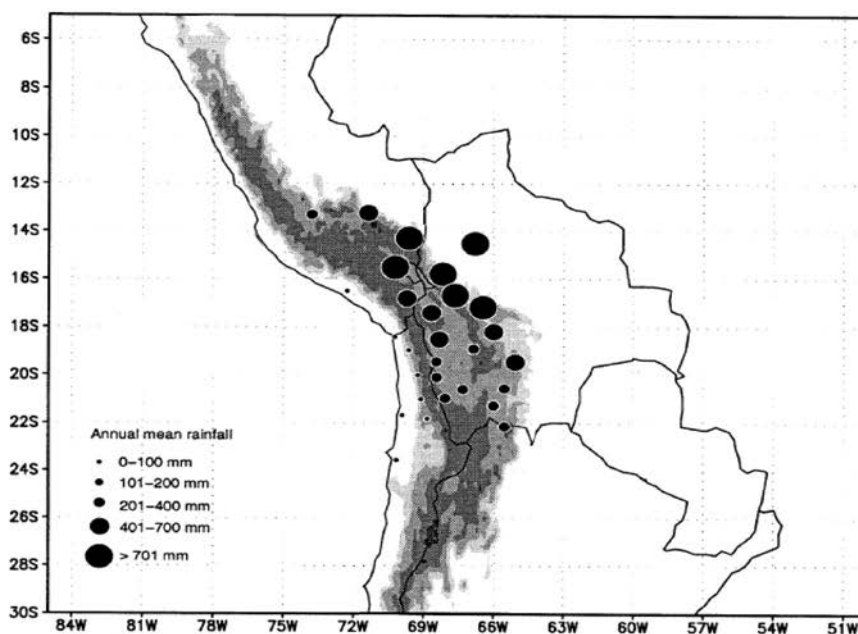 6S
8S
10S
12S
14S
16S
18S
20S
22S
24S
26S
28S
30S
Annual mean rainfall
0–100 mm
101–200 mm
201–400 mm
401–700 mm
> 701 mm
84W 81W 78W 75W 72W 69W 66W 63W 60W 57W 54W 51W